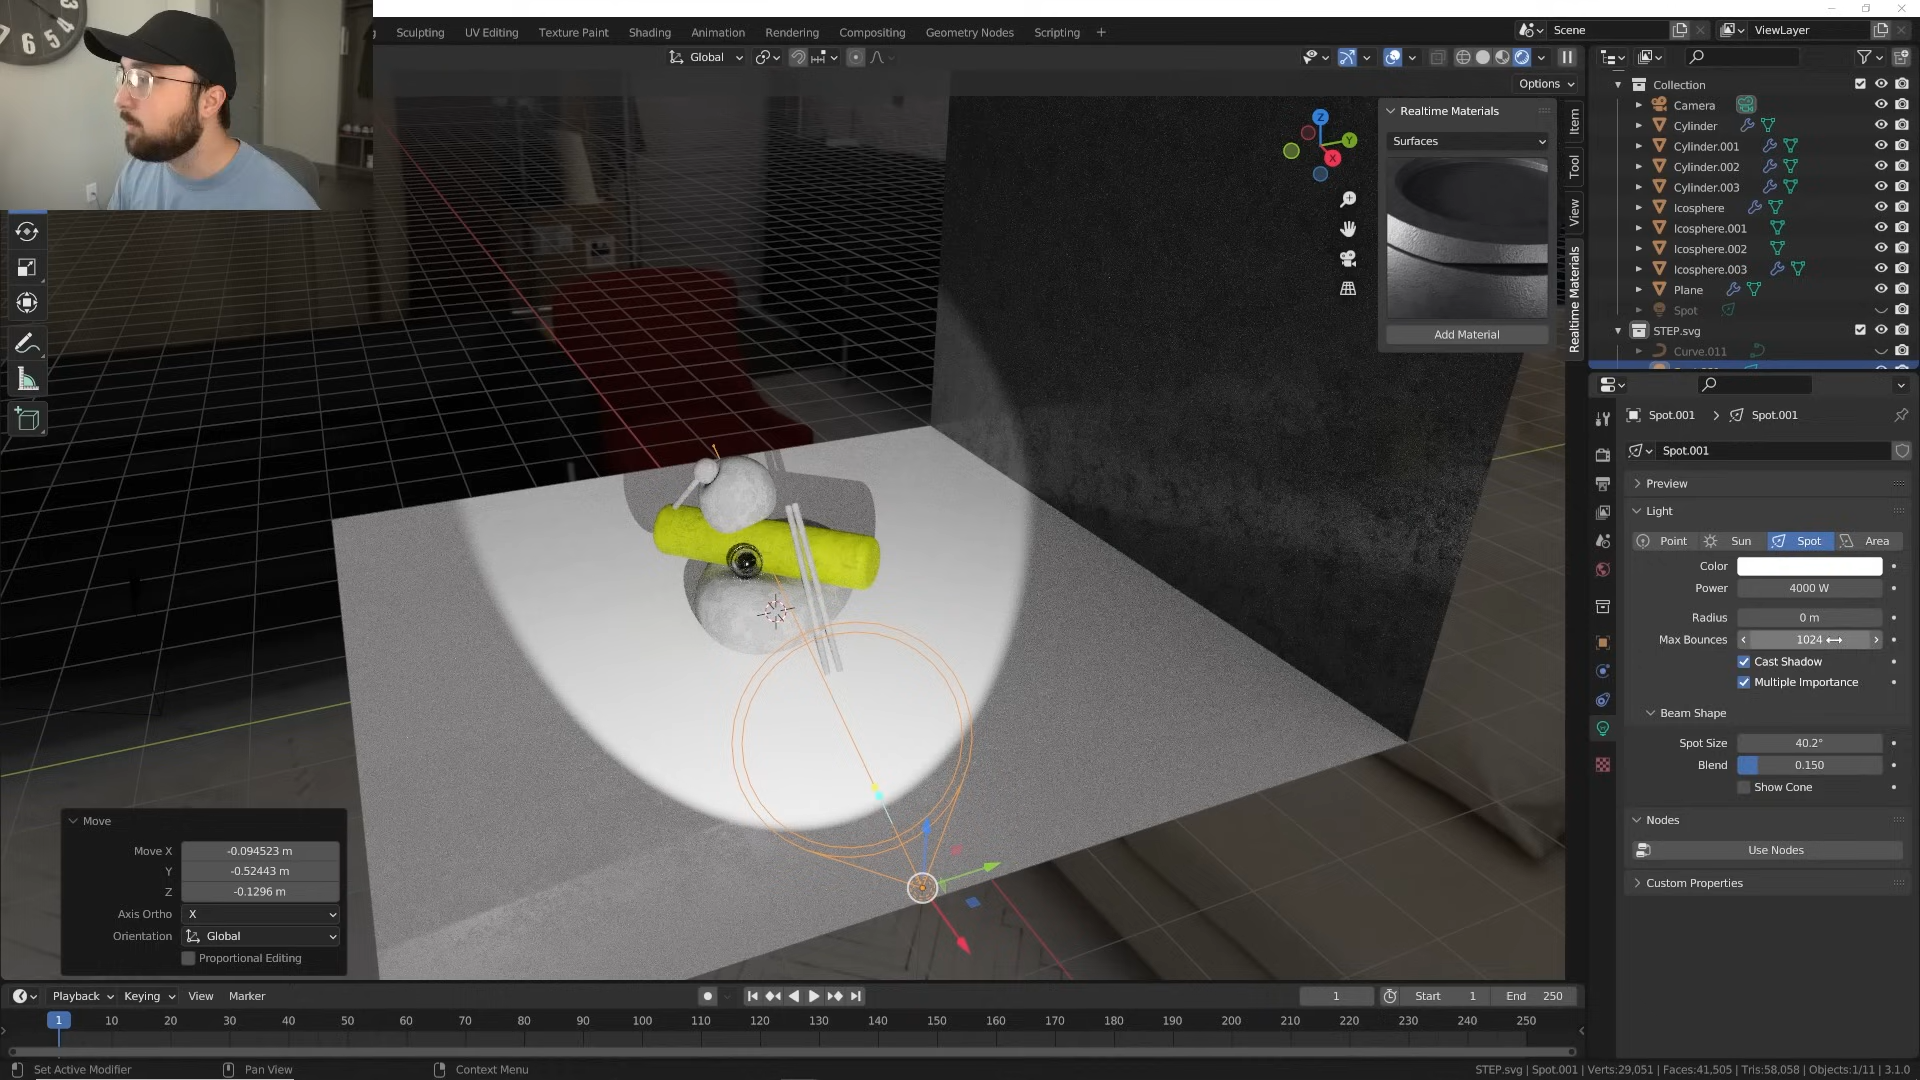 Sculpting UV Editing Texture Paint Shading Animation Rendering Compositing Geometry Nodes Scripting +
Scene ViewLayer
Global
Options
Realtime Materials
Surfaces
Add Material
Item
Tool
View
Realtime Materials
Z
Y
X
Collection
Camera
Cylinder
Cylinder.001
Cylinder.002
Cylinder.003
Icosphere
Icosphere.001
Icosphere.002
Icosphere.003
Plane
Spot
STEP.svg
Curve.011
Spot.001 > Spot.001
Spot.001
Preview
Light
Point Sun Spot Area
Color
Power 4000 W
Radius 0 m
Max Bounces 1024
Cast Shadow
Multiple Importance
Beam Shape
Spot Size 40.2°
Blend 0.150
Show Cone
Nodes
Use Nodes
Custom Properties
Move
Move X -0.094523 m
Y -0.52443 m
Z -0.1296 m
Axis Ortho X
Orientation Global
Proportional Editing
Playback Keying View Marker
1 Start 1 End 250
1 10 20 30 40 50 60 70 80 90 100 110 120 130 140 150 160 170 180 190 200 210 220 230 240 250
Set Active Modifier Pan View Context Menu
STEP.svg | Spot.001 | Verts:29,051 | Faces:41,505 | Tris:58,058 | Objects:1/11 | 3.1.0